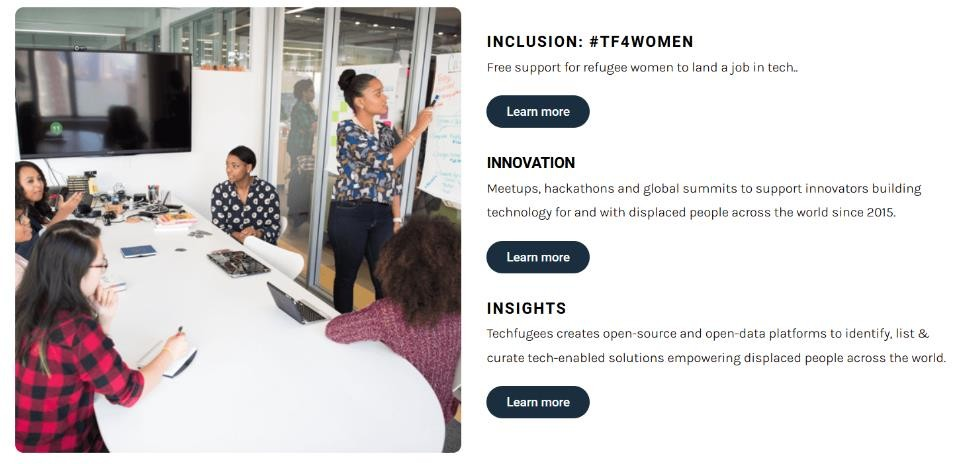 INCLUSION: #TF4WOMEN
Free support for refugee women to land a job in tech..
Learn more
INNOVATION
Meetups, hackathons and global summits to support innovators building
technology for and with displaced people across the world since 2015.
Learn more
INSIGHTS
Techfugees creates open-source and open-data platforms to identify, list &
curate tech-enabled solutions empowering displaced people across the world.
Learn more